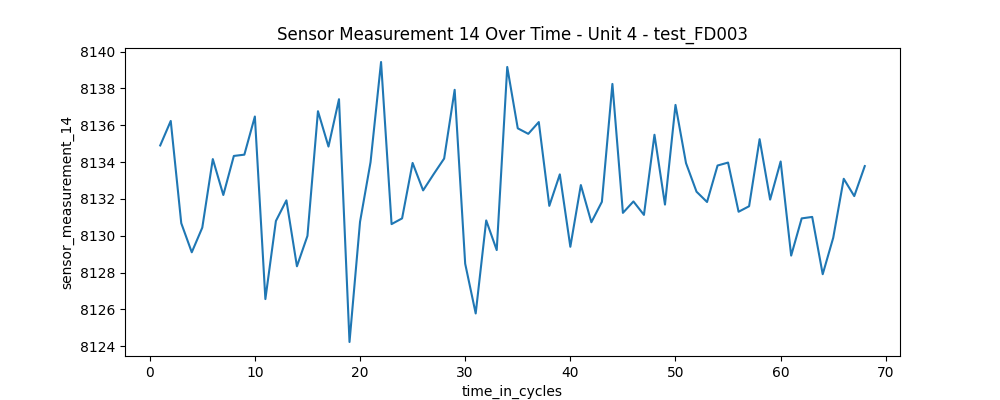 Sensor Measurement 14 Over Time - Unit 4 - test_FD003
sensor_measurement_14
8140
8138
8136
8134
8132
8130
8128
8126
8124
0 10 20 30 40 50 60 70
time_in_cycles